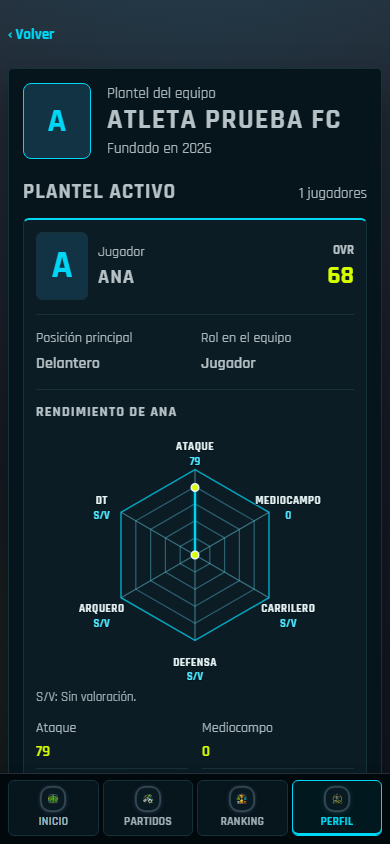 ‹ Volver
A
Plantel del equipo
ATLETA PRUEBA FC
Fundado en 2026
PLANTEL ACTIVO
1 jugadores
A
Jugador
ANA
OVR
68
Posición principal
Delantero
Rol en el equipo
Jugador
RENDIMIENTO DE ANA
ATAQUE
79
DT
S/V
MEDIOCAMPO
0
ARQUERO
S/V
CARRILERO
S/V
DEFENSA
S/V
S/V: Sin valoración.
Ataque
79
Mediocampo
0
INICIO
PARTIDOS
RANKING
PERFIL